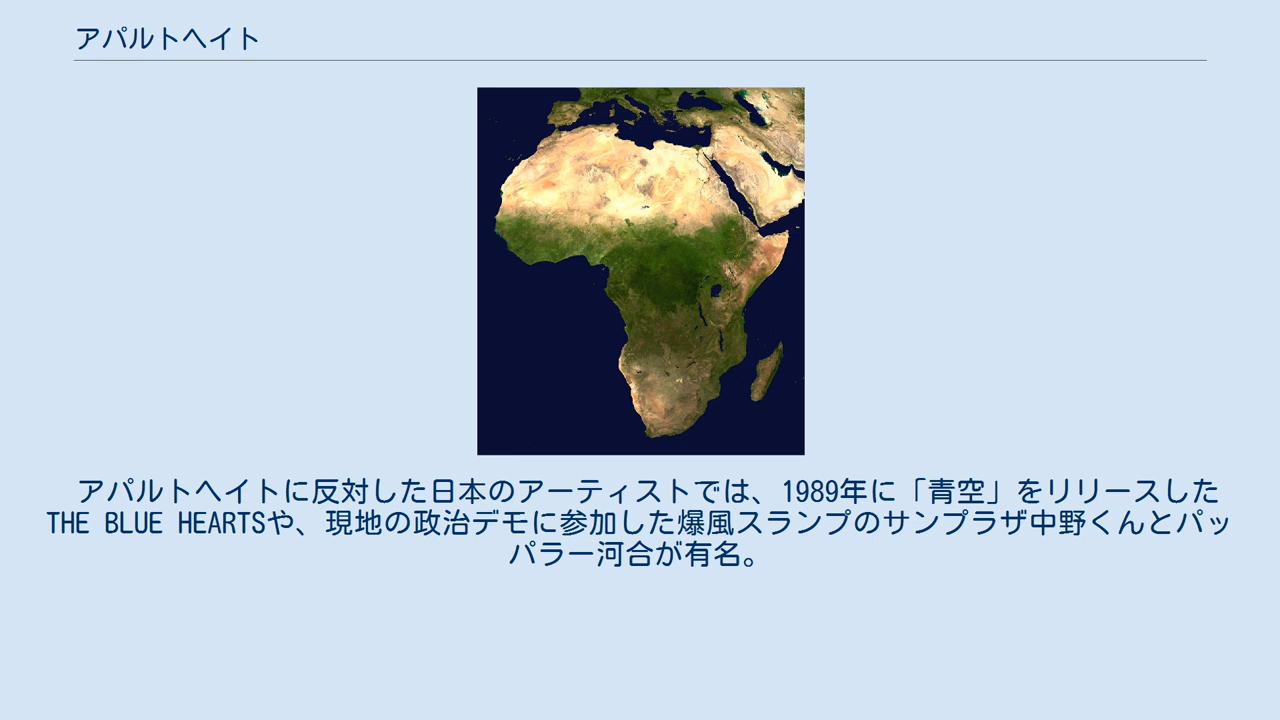 アパルトヘイト
アパルトヘイトに反対した日本のアーティストでは、1989年に「青空」をリリースした
THE BLUE HEARTSや、現地の政治デモに参加した爆風スランプのサンプラザ中野くんとパッ
パラー河合が有名。